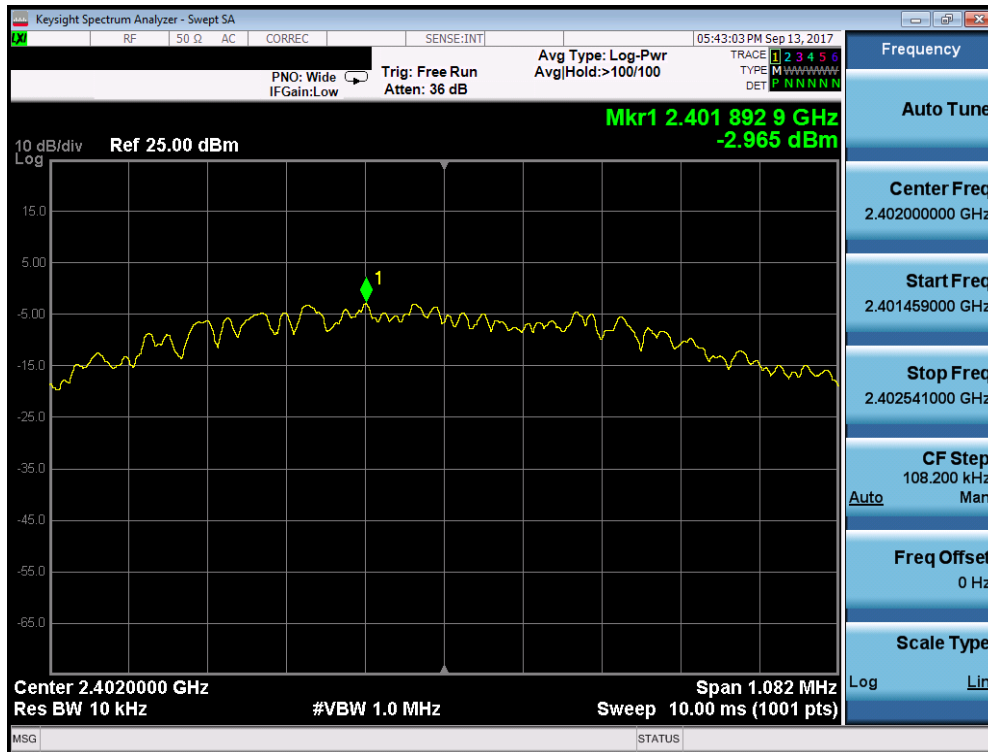 Keysight Spectrum Analyzer - Swept SA
LXI RF 50 Ω AC CORREC SENSE:INT 05:43:03 PM Sep 13, 2017
PNO: Wide
IFGain:Low
Trig: Free Run
Atten: 36 dB
Avg Type: Log-Pwr
Avg|Hold:>100/100
TRACE 1 2 3 4 5 6
TYPE M WWWWW
DET P N N N N N
Mkr1 2.401 892 9 GHz
-2.965 dBm
10 dB/div Ref 25.00 dBm
Log
15.0
5.00
-5.00
-15.0
-25.0
-35.0
-45.0
-55.0
-65.0
1
Center 2.4020000 GHz Span 1.082 MHz
Res BW 10 kHz #VBW 1.0 MHz Sweep 10.00 ms (1001 pts)
MSG STATUS
Frequency
Auto Tune
Center Freq
2.402000000 GHz
Start Freq
2.401459000 GHz
Stop Freq
2.402541000 GHz
CF Step
108.200 kHz
Auto Man
Freq Offset
0 Hz
Scale Type
Log Lin